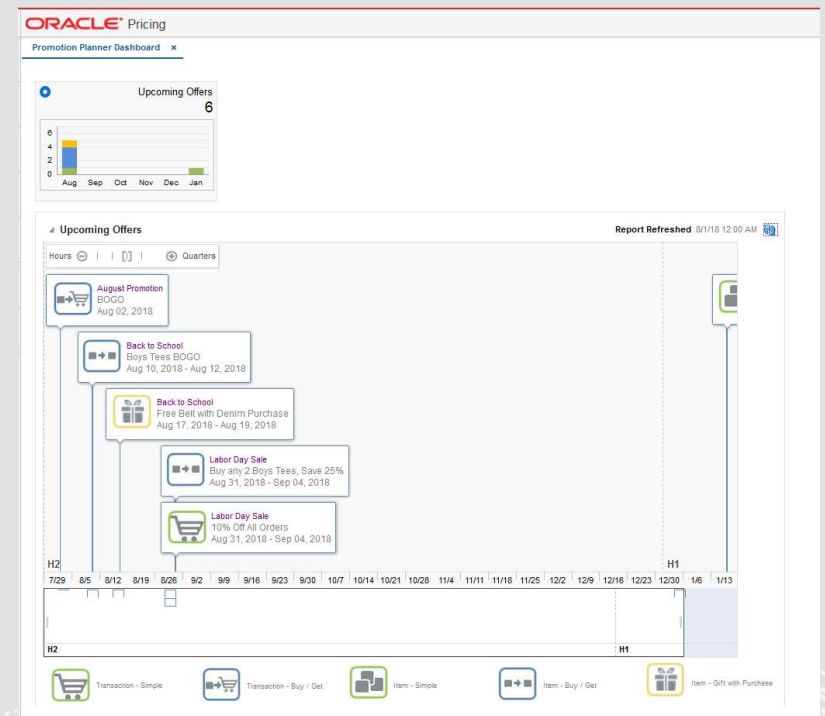 ORACLE® Pricing
Promotion Planner Dashboard ×
Upcoming Offers
6
6
4
2
0
Aug Sep Oct Nov Dec Jan
Upcoming Offers
Report Refreshed 8/1/18 12:00 AM
Hours Quarters
August Promotion
BOGO
Aug 02, 2018
Back to School
Boys Tees BOGO
Aug 10, 2018 - Aug 12, 2018
Back to School
Free Belt with Denim Purchase
Aug 17, 2018 - Aug 19, 2018
Labor Day Sale
Buy any 2 Boys Tees, Save 25%
Aug 31, 2018 - Sep 04, 2018
Labor Day Sale
10% Off All Orders
Aug 31, 2018 - Sep 04, 2018
H2 H1
7/29 8/5 8/12 8/19 8/26 9/2 9/9 9/16 9/23 9/30 10/7 10/14 10/21 10/28 11/4 11/11 11/18 11/25 12/2 12/9 12/16 12/23 12/30 1/6 1/13
H2 H1
Transaction - Simple Transaction - Buy / Get Item - Simple Item - Buy / Get Item - Gift with Purchase